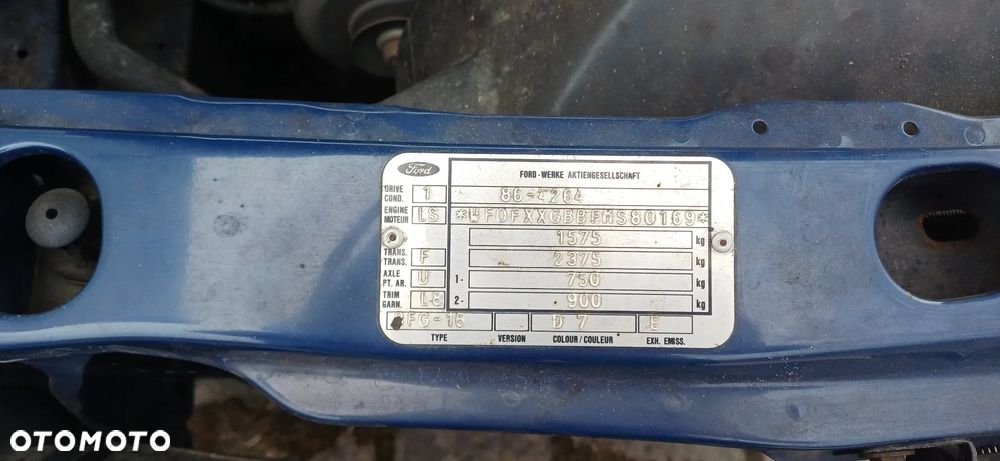 Ford
FORD-WERKE AKTIENGESELLSCHAFT
DRIVE COND. 1 86-4264
ENGINE MOTEUR LS *WF0FXXGBBFMS80169*
1575 kg
TRANS. TRANS. F 2375 kg
AXLE PT. AR. U 1- 750 kg
TRIM GARN. L8 2- 900 kg
FG-16 D 7 E
TYPE VERSION COLOUR/COULEUR EXH. EMISS.
OTOMOTO